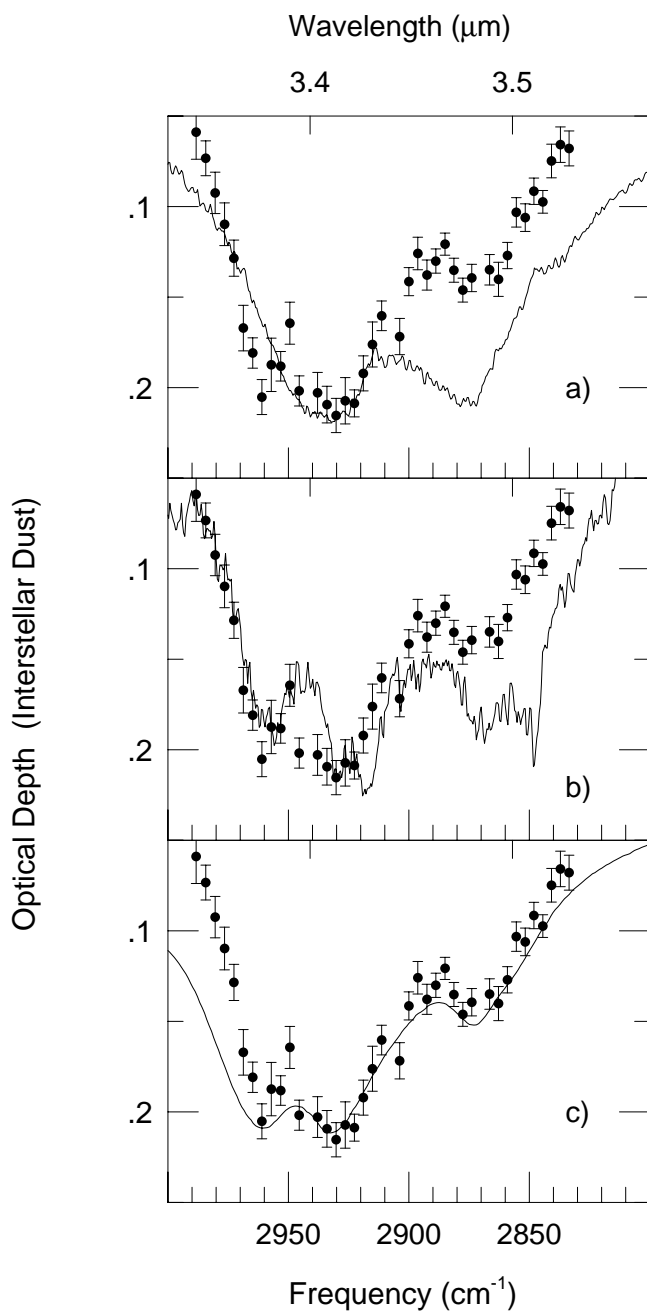 Wavelength (μm)
3.4 3.5
.1
.2
a)
.1
.2
b)
.1
.2
c)
Optical Depth (Interstellar Dust)
2950 2900 2850
Frequency (cm⁻¹)